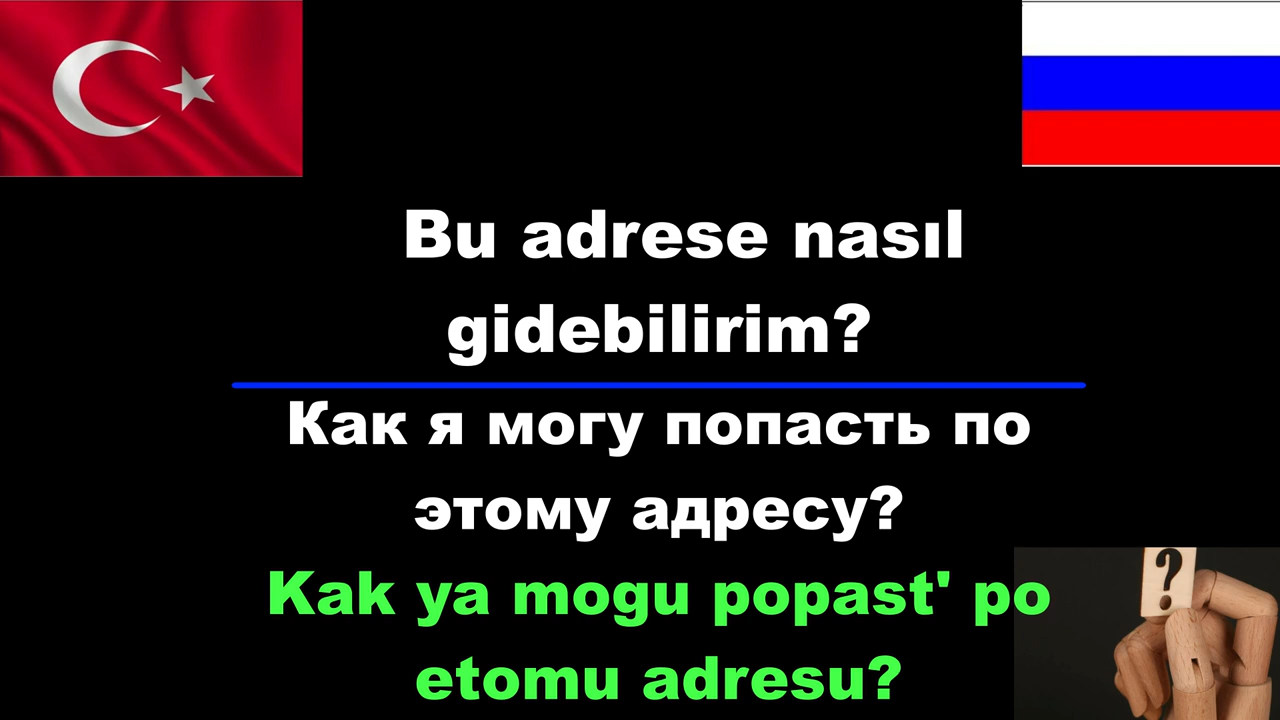 Bu adrese nasıl
gidebilirim?
Как я могу попасть по
этому адресу?
Kak ya mogu popast' po
etomu adresu?
?